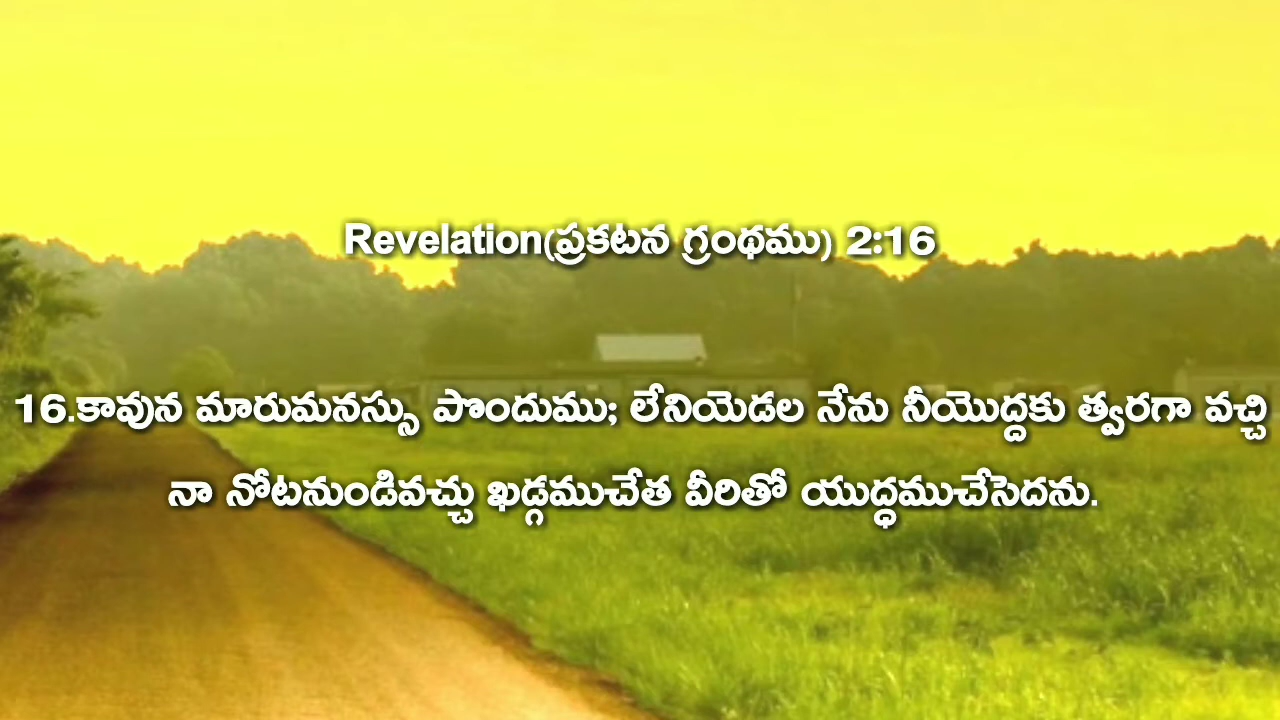 Revelation(ప్రకటన గ్రంథము) 2:16
16.కావున మారుమనస్సు పొందుము; లేనియెడల నేను నీయొద్దకు త్వరగా వచ్చి
నా నోటనుండివచ్చు ఖడ్గముచేత వీరితో యుద్ధముచేసెదను.